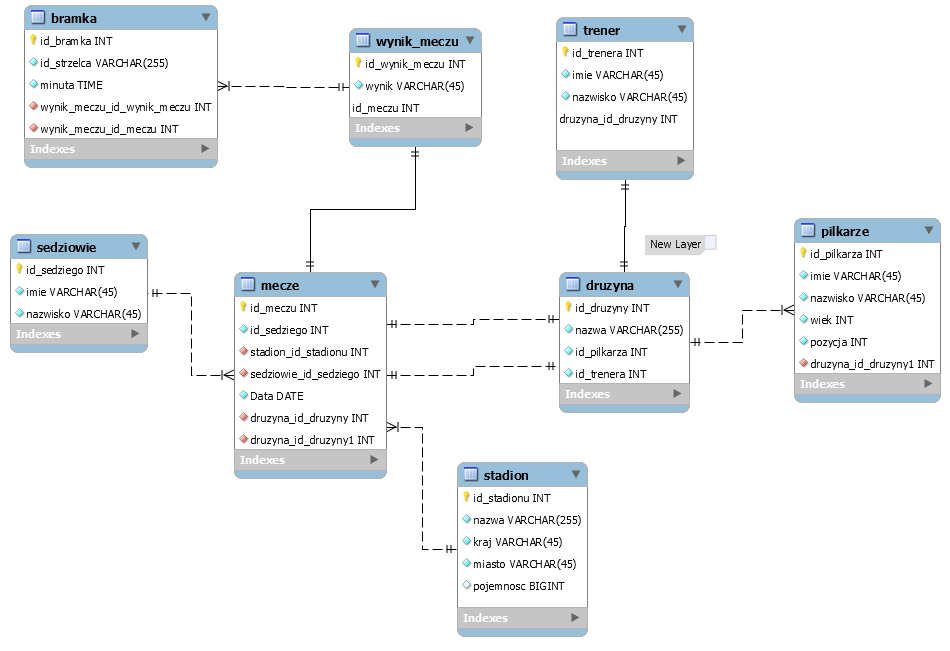 bramka
id_bramka INT
id_strzelca VARCHAR(255)
minuta TIME
wynik_meczu_id_wynik_meczu INT
wynik_meczu_id_meczu INT
Indexes
wynik_meczu
id_wynik_meczu INT
wynik VARCHAR(45)
id_meczu INT
Indexes
trener
id_trenera INT
imie VARCHAR(45)
nazwisko VARCHAR(45)
druzyna_id_druzyny INT
Indexes
New Layer
sedziowie
id_sedziego INT
imie VARCHAR(45)
nazwisko VARCHAR(45)
Indexes
mecze
id_meczu INT
id_sedziego INT
stadion_id_stadionu INT
sedziowie_id_sedziego INT
Data DATE
druzyna_id_druzyny INT
druzyna_id_druzyny1 INT
Indexes
druzyna
id_druzyny INT
nazwa VARCHAR(255)
id_pilkarza INT
id_trenera INT
Indexes
pilkarze
id_pilkarza INT
imie VARCHAR(45)
nazwisko VARCHAR(45)
wiek INT
pozycja INT
druzyna_id_druzyny1 INT
Indexes
stadion
id_stadionu INT
nazwa VARCHAR(255)
kraj VARCHAR(45)
miasto VARCHAR(45)
pojemnosc BIGINT
Indexes